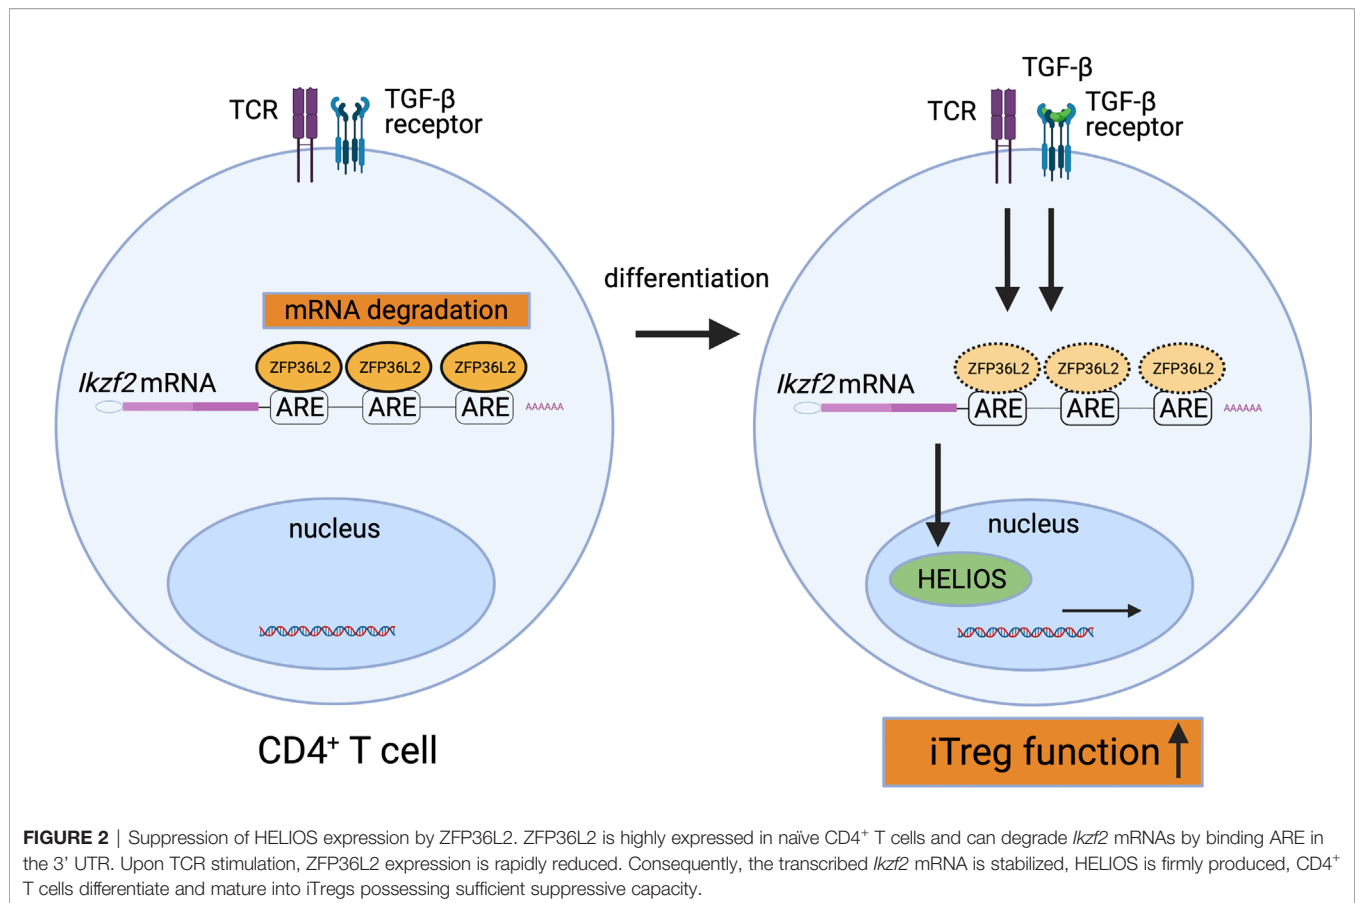 TCR
TGF-β
receptor
mRNA degradation
ZFP36L2 ZFP36L2 ZFP36L2
Ikzf2 mRNA
ARE ARE ARE AAAAAA
nucleus
CD4⁺ T cell
differentiation
TGF-β
TCR
TGF-β
receptor
ZFP36L2 ZFP36L2 ZFP36L2
Ikzf2 mRNA
ARE ARE ARE AAAAAA
nucleus
HELIOS
iTreg function
FIGURE 2 | Suppression of HELIOS expression by ZFP36L2. ZFP36L2 is highly expressed in naïve CD4⁺ T cells and can degrade Ikzf2 mRNAs by binding ARE in
the 3’ UTR. Upon TCR stimulation, ZFP36L2 expression is rapidly reduced. Consequently, the transcribed Ikzf2 mRNA is stabilized, HELIOS is firmly produced, CD4⁺
T cells differentiate and mature into iTregs possessing sufficient suppressive capacity.